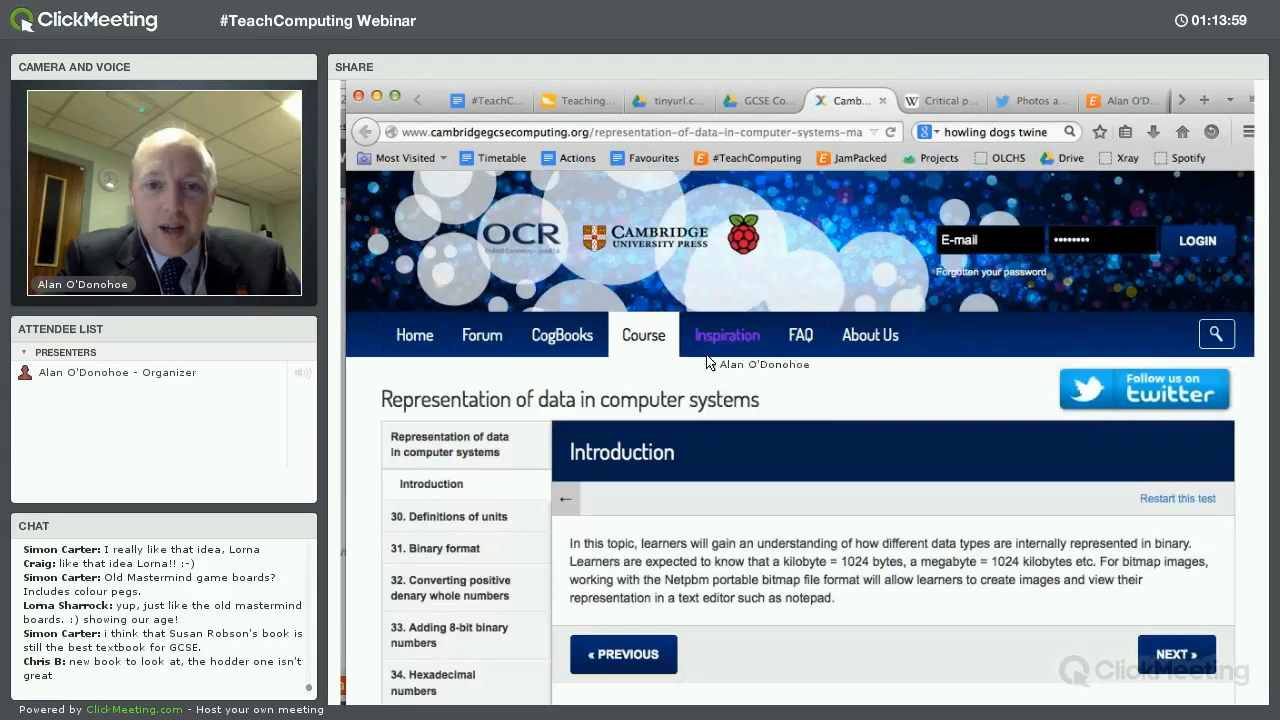 ClickMeeting
#TeachComputing Webinar
01:13:59
CAMERA AND VOICE
Alan O'Donohoe
ATTENDEE LIST
PRESENTERS
Alan O'Donohoe - Organizer
CHAT
Simon Carter: I really like that idea, Lorna
Craig: like that idea Lorna!! :-)
Simon Carter: Old Mastermind game boards?
Includes colour pegs.
Lorna Sharrock: yup, just like the old mastermind
boards. :) showing our age!
Simon Carter: i think that Susan Robson's book is
still the best textbook for GCSE.
Chris B: new book to look at, the hodder one isn't
great
Powered by ClickMeeting.com - Host your own meeting
SHARE
#TeachC...
Teaching...
tinyurl.c...
GCSE Co...
Camb...
Critical p...
Photos a...
Alan O'D...
www.cambridgegcsecomputing.org/representation-of-data-in-computer-systems-ma
howling dogs twine
Most Visited
Timetable
Actions
Favourites
#TeachComputing
JamPacked
Projects
OLCHS
Drive
Xray
Spotify
OCR
CAMBRIDGE
UNIVERSITY PRESS
E-mail
••••••••
LOGIN
Forgotten your password
Home
Forum
CogBooks
Course
Inspiration
FAQ
About Us
Alan O'Donohoe
Follow us on
twitter
Representation of data in computer systems
Representation of data
in computer systems
Introduction
30. Definitions of units
31. Binary format
32. Converting positive
denary whole numbers
33. Adding 8-bit binary
numbers
34. Hexadecimal
numbers
Introduction
←
Restart this test
In this topic, learners will gain an understanding of how different data types are internally represented in binary.
Learners are expected to know that a kilobyte = 1024 bytes, a megabyte = 1024 kilobytes etc. For bitmap images,
working with the Netpbm portable bitmap file format will allow learners to create images and view their
representation in a text editor such as notepad.
« PREVIOUS
NEXT »
ClickMeeting